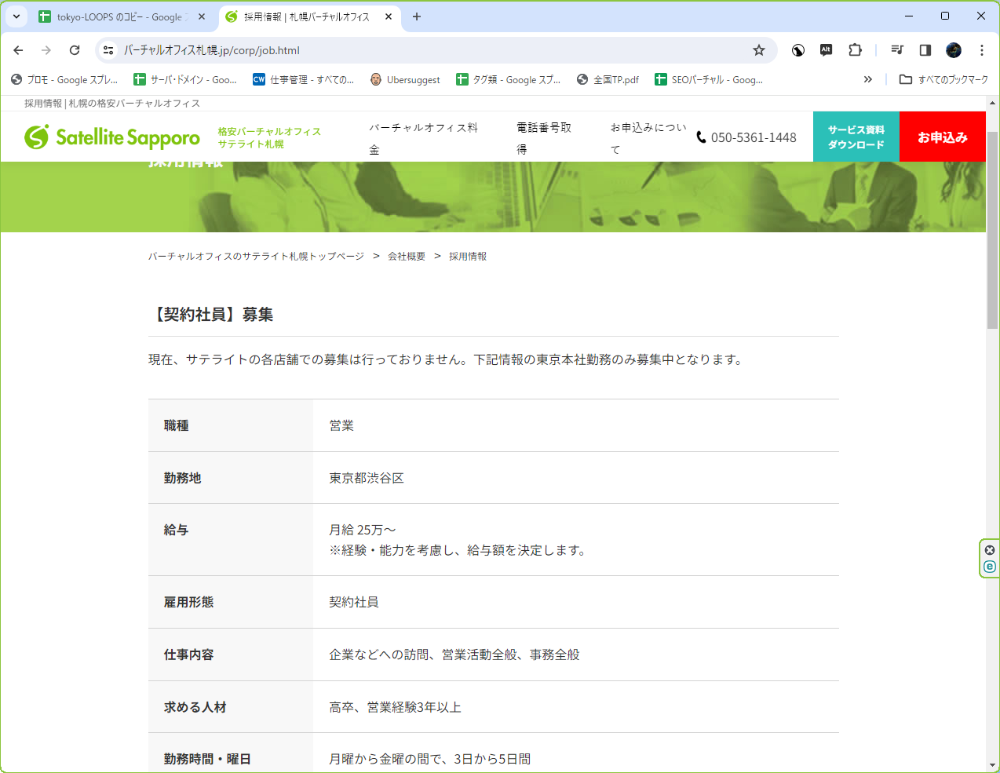 tokyo-LOOPS のコピー - Google
採用情報 | 札幌バーチャルオフィス
バーチャルオフィス札幌.jp/corp/job.html
プロモ - Google スプレ...
サーバ・ドメイン - Goo...
仕事管理 - すべての...
Ubersuggest
タグ類 - Google スプ...
全国TP.pdf
SEOバーチャル - Goog...
すべてのブックマーク
採用情報 | 札幌の格安バーチャルオフィス
Satellite Sapporo
格安バーチャルオフィス
サテライト札幌
バーチャルオフィス料
金
電話番号取
得
お申込みについ
て
050-5361-1448
サービス資料
ダウンロード
お申込み
採用情報
バーチャルオフィスのサテライト札幌トップページ > 会社概要 > 採用情報
【契約社員】募集
現在、サテライトの各店舗での募集は行っておりません。下記情報の東京本社勤務のみ募集中となります。
職種 営業
勤務地 東京都渋谷区
給与 月給 25万～
※経験・能力を考慮し、給与額を決定します。
雇用形態 契約社員
仕事内容 企業などへの訪問、営業活動全般、事務全般
求める人材 高卒、営業経験3年以上
勤務時間・曜日 月曜から金曜の間で、3日から5日間